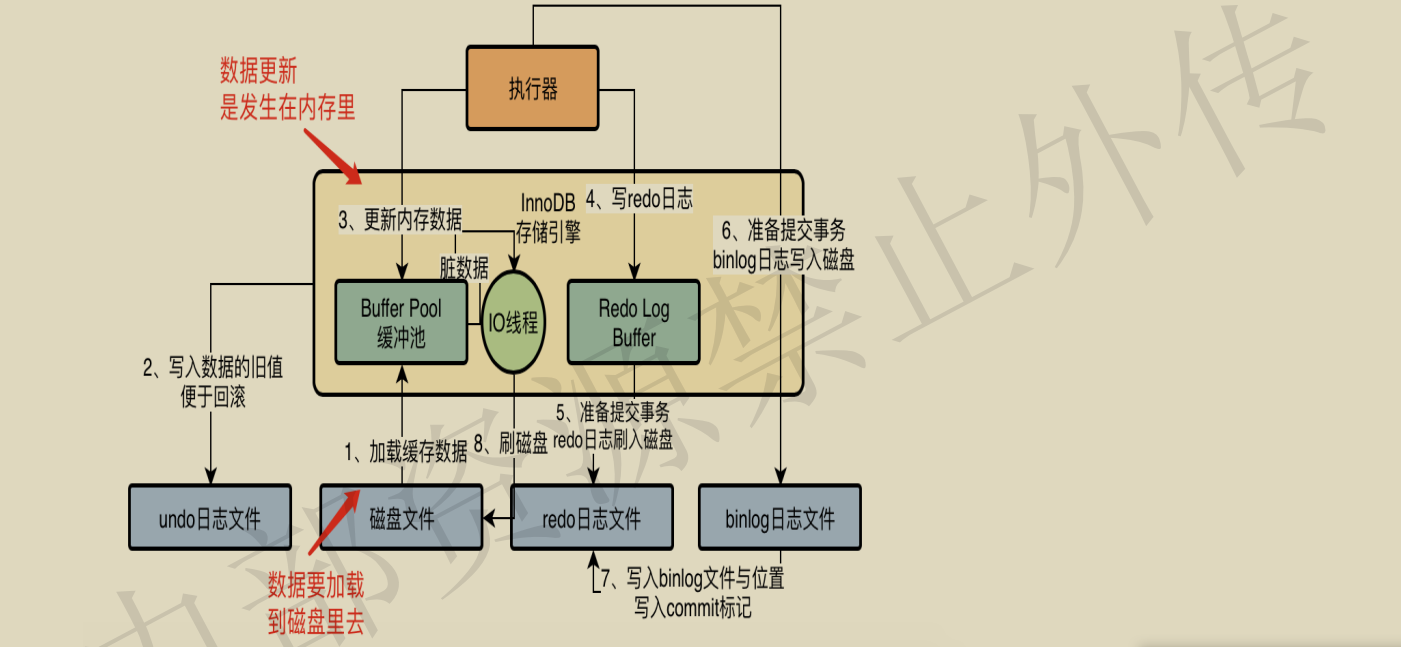 执行器
数据更新
是发生在内存里
InnoDB
存储引擎
4、写redo日志
3、更新内存数据
6、准备提交事务
binlog日志写入磁盘
脏数据
Buffer Pool
缓冲池
IO线程
Redo Log
Buffer
2、写入数据的旧值
便于回滚
1、加载缓存数据
8、刷磁盘
5、准备提交事务
redo日志刷入磁盘
undo日志文件
磁盘文件
redo日志文件
binlog日志文件
数据要加载
到磁盘里去
7、写入binlog文件与位置
写入commit标记
内部资源禁止外传